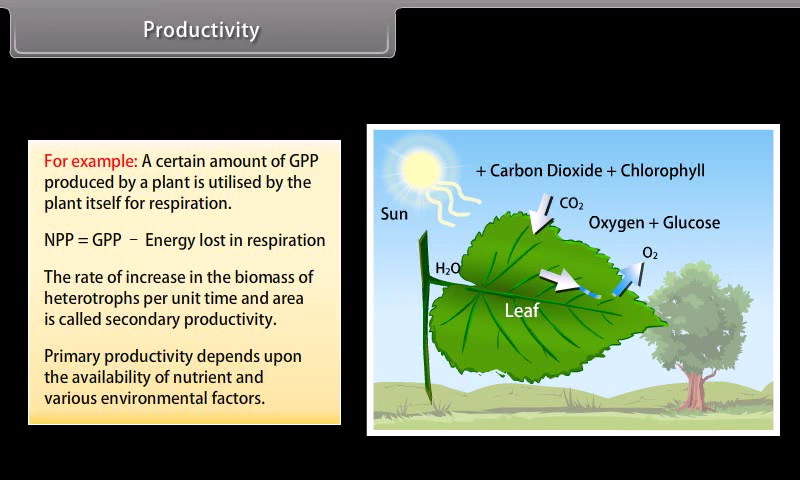 Productivity
For example: A certain amount of GPP
produced by a plant is utilised by the
plant itself for respiration.
NPP = GPP − Energy lost in respiration
The rate of increase in the biomass of
heterotrophs per unit time and area
is called secondary productivity.
Primary productivity depends upon
the availability of nutrient and
various environmental factors.
+ Carbon Dioxide + Chlorophyll
Sun
CO₂
Oxygen + Glucose
O₂
H₂O
Leaf